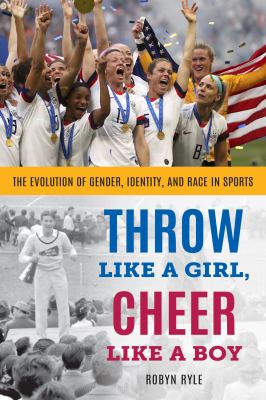 THE EVOLUTION OF GENDER, IDENTITY, AND RACE IN SPORTS
THROW
LIKE A GIRL,
CHEER
LIKE A BOY
ROBYN RYLE